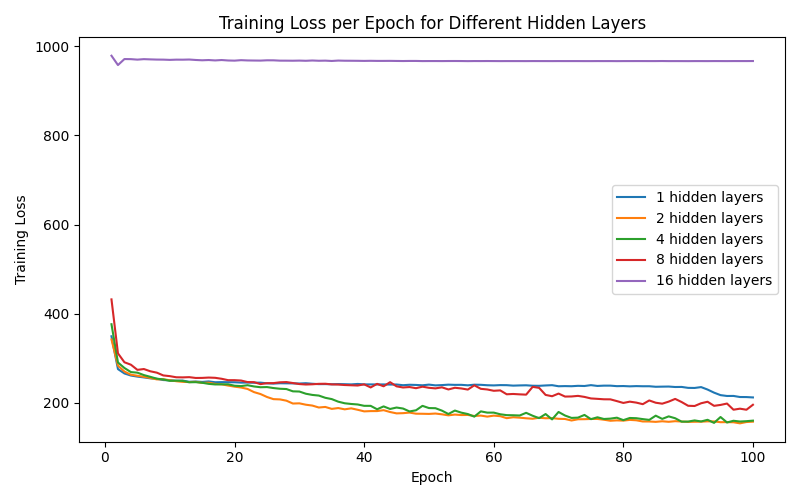 Training Loss per Epoch for Different Hidden Layers
1000
800
600
400
200
Training Loss
1 hidden layers
2 hidden layers
4 hidden layers
8 hidden layers
16 hidden layers
0 20 40 60 80 100
Epoch